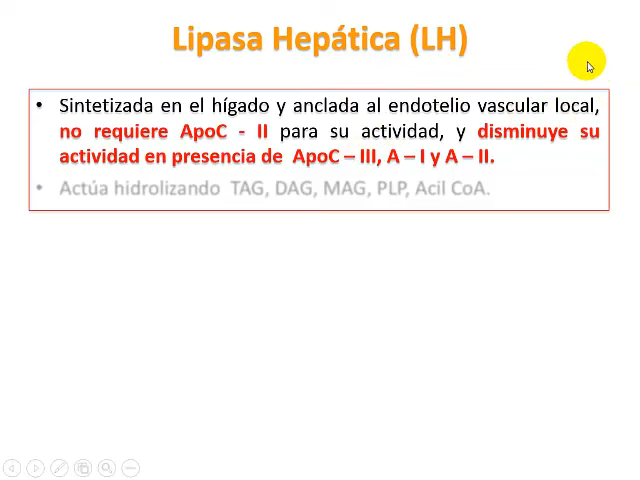 Lipasa Hepática (LH)
• Sintetizada en el hígado y anclada al endotelio vascular local,
no requiere ApoC - II para su actividad, y disminuye su
actividad en presencia de ApoC – III, A – I y A – II.
• Actúa hidrolizando TAG, DAG, MAG, PLP, Acil CoA.